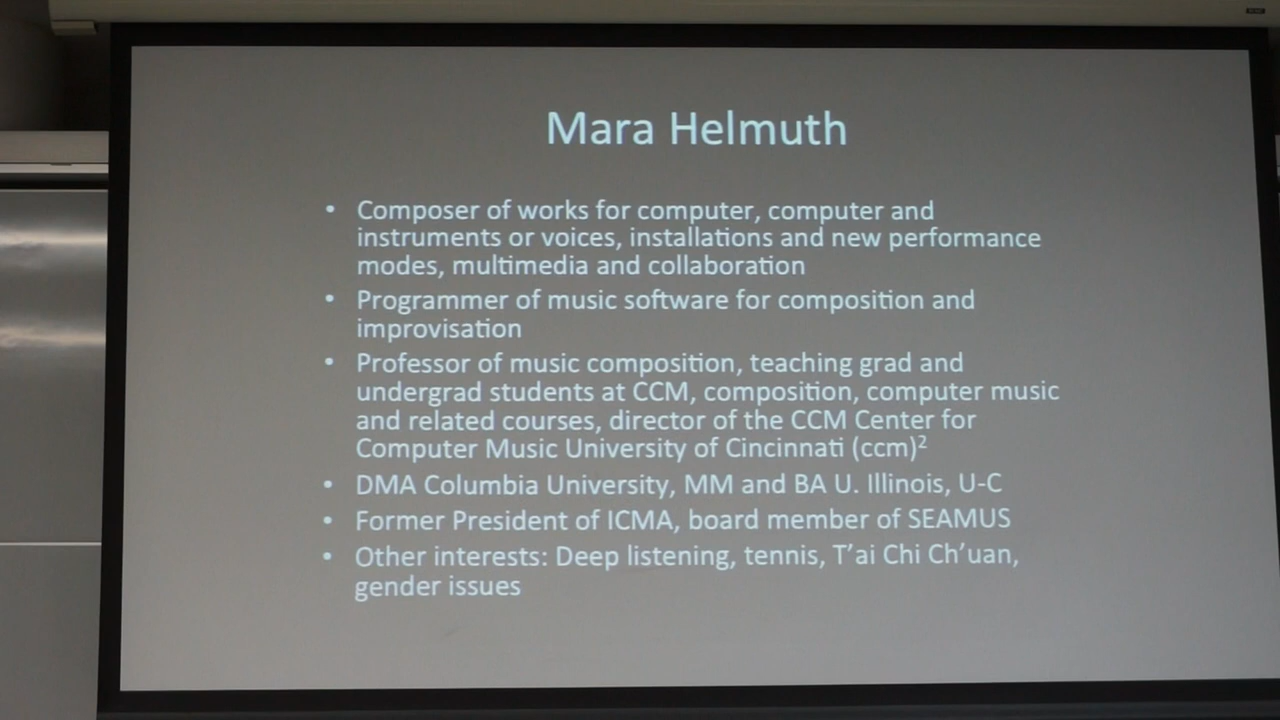 Mara Helmuth
• Composer of works for computer, computer and
instruments or voices, installations and new performance
modes, multimedia and collaboration
• Programmer of music software for composition and
improvisation
• Professor of music composition, teaching grad and
undergrad students at CCM, composition, computer music
and related courses, director of the CCM Center for
Computer Music University of Cincinnati (ccm)²
• DMA Columbia University, MM and BA U. Illinois, U-C
• Former President of ICMA, board member of SEAMUS
• Other interests: Deep listening, tennis, T’ai Chi Ch’uan,
gender issues